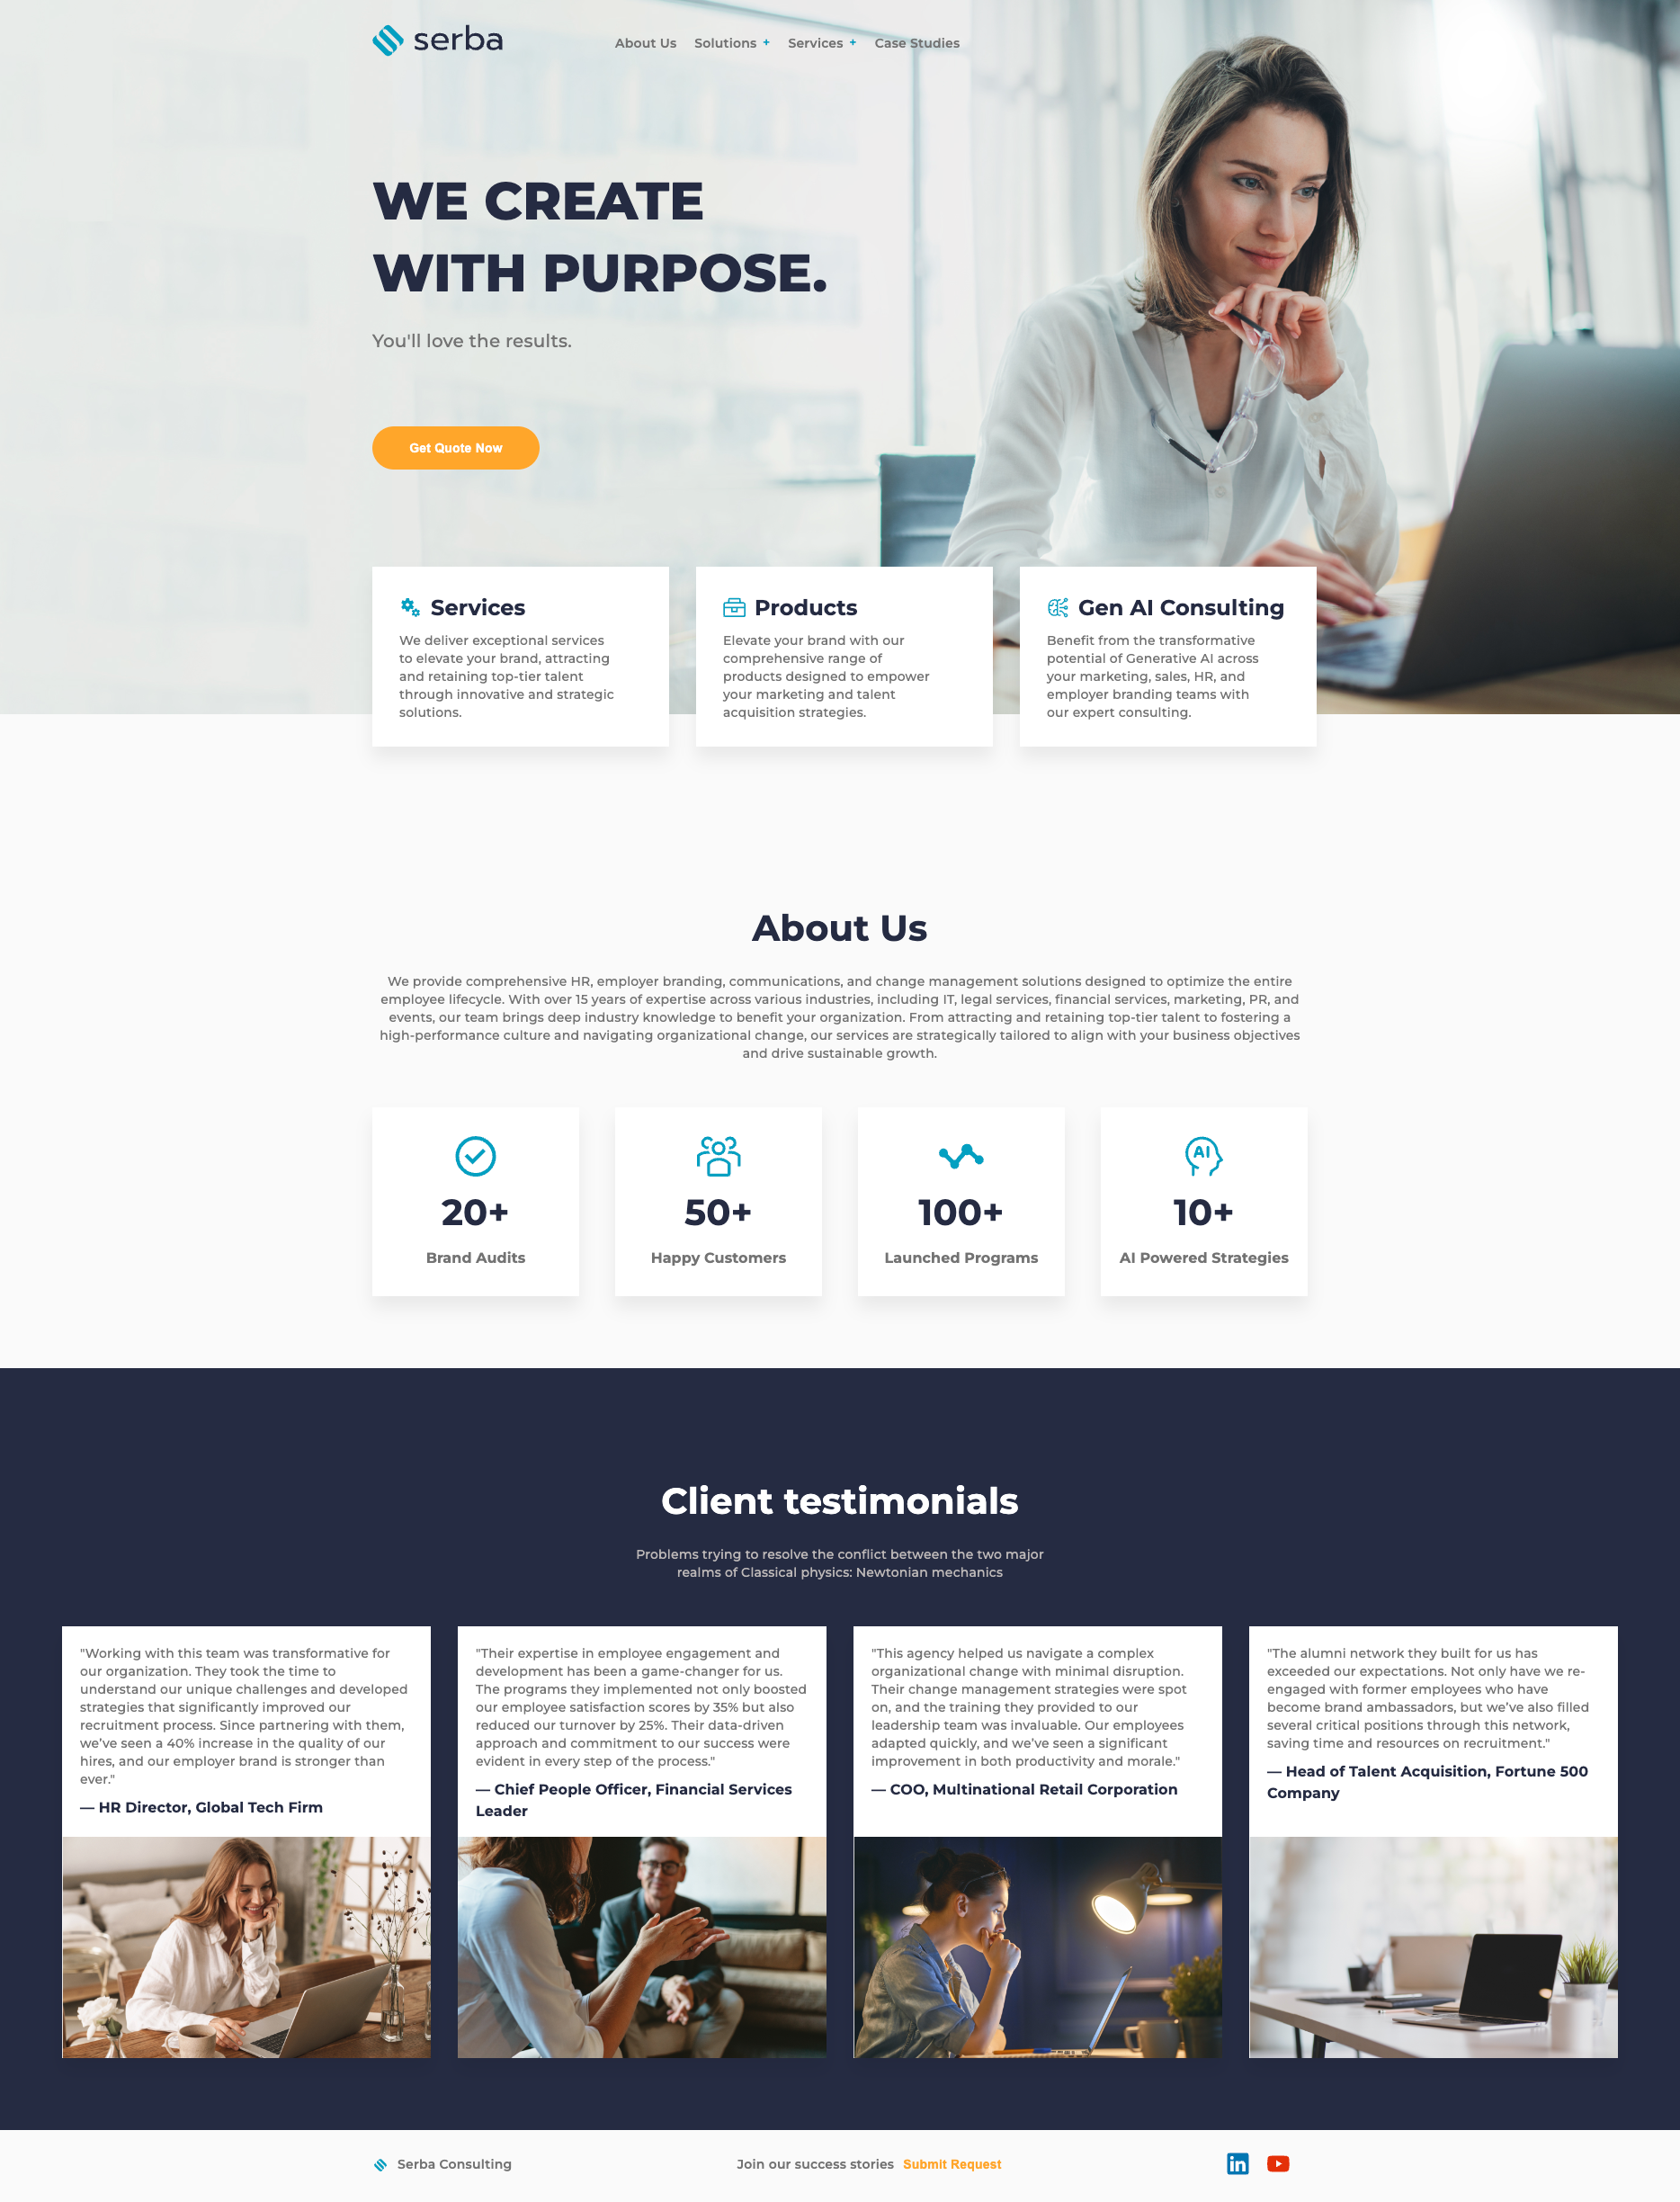 serba
About Us
Solutions +
Services +
Case Studies
WE CREATE
WITH PURPOSE.
You'll love the results.
Get Quote Now
Services
We deliver exceptional services
to elevate your brand, attracting
and retaining top-tier talent
through innovative and strategic
solutions.
Products
Elevate your brand with our
comprehensive range of
products designed to empower
your marketing and talent
acquisition strategies.
Gen AI Consulting
Benefit from the transformative
potential of Generative AI across
your marketing, sales, HR, and
employer branding teams with
our expert consulting.
About Us
We provide comprehensive HR, employer branding, communications, and change management solutions designed to optimize the entire
employee lifecycle. With over 15 years of expertise across various industries, including IT, legal services, financial services, marketing, PR, and
events, our team brings deep industry knowledge to benefit your organization. From attracting and retaining top-tier talent to fostering a
high-performance culture and navigating organizational change, our services are strategically tailored to align with your business objectives
and drive sustainable growth.
20+
Brand Audits
50+
Happy Customers
100+
Launched Programs
AI
10+
AI Powered Strategies
Client testimonials
Problems trying to resolve the conflict between the two major
realms of Classical physics: Newtonian mechanics
"Working with this team was transformative for
our organization. They took the time to
understand our unique challenges and developed
strategies that significantly improved our
recruitment process. Since partnering with them,
we've seen a 40% increase in the quality of our
hires, and our employer brand is stronger than
ever."
— HR Director, Global Tech Firm
"Their expertise in employee engagement and
development has been a game-changer for us.
The programs they implemented not only boosted
our employee satisfaction scores by 35% but also
reduced our turnover by 25%. Their data-driven
approach and commitment to our success were
evident in every step of the process."
— Chief People Officer, Financial Services
Leader
"This agency helped us navigate a complex
organizational change with minimal disruption.
Their change management strategies were spot
on, and the training they provided to our
leadership team was invaluable. Our employees
adapted quickly, and we've seen a significant
improvement in both productivity and morale."
— COO, Multinational Retail Corporation
"The alumni network they built for us has
exceeded our expectations. Not only have we re-
engaged with former employees who have
become brand ambassadors, but we've also filled
several critical positions through this network,
saving time and resources on recruitment."
— Head of Talent Acquisition, Fortune 500
Company
Serba Consulting
Join our success stories Submit Request
in